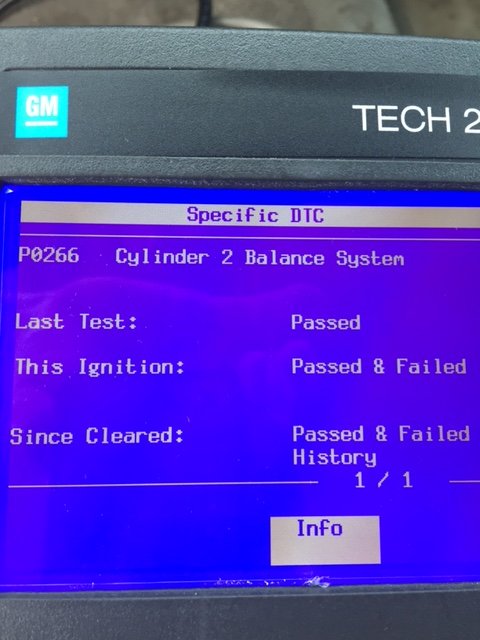 GM
TECH 2
Specific DTC
P0266 Cylinder 2 Balance System
Last Test: Passed
This Ignition: Passed & Failed
Since Cleared: Passed & Failed
History
1 / 1
Info